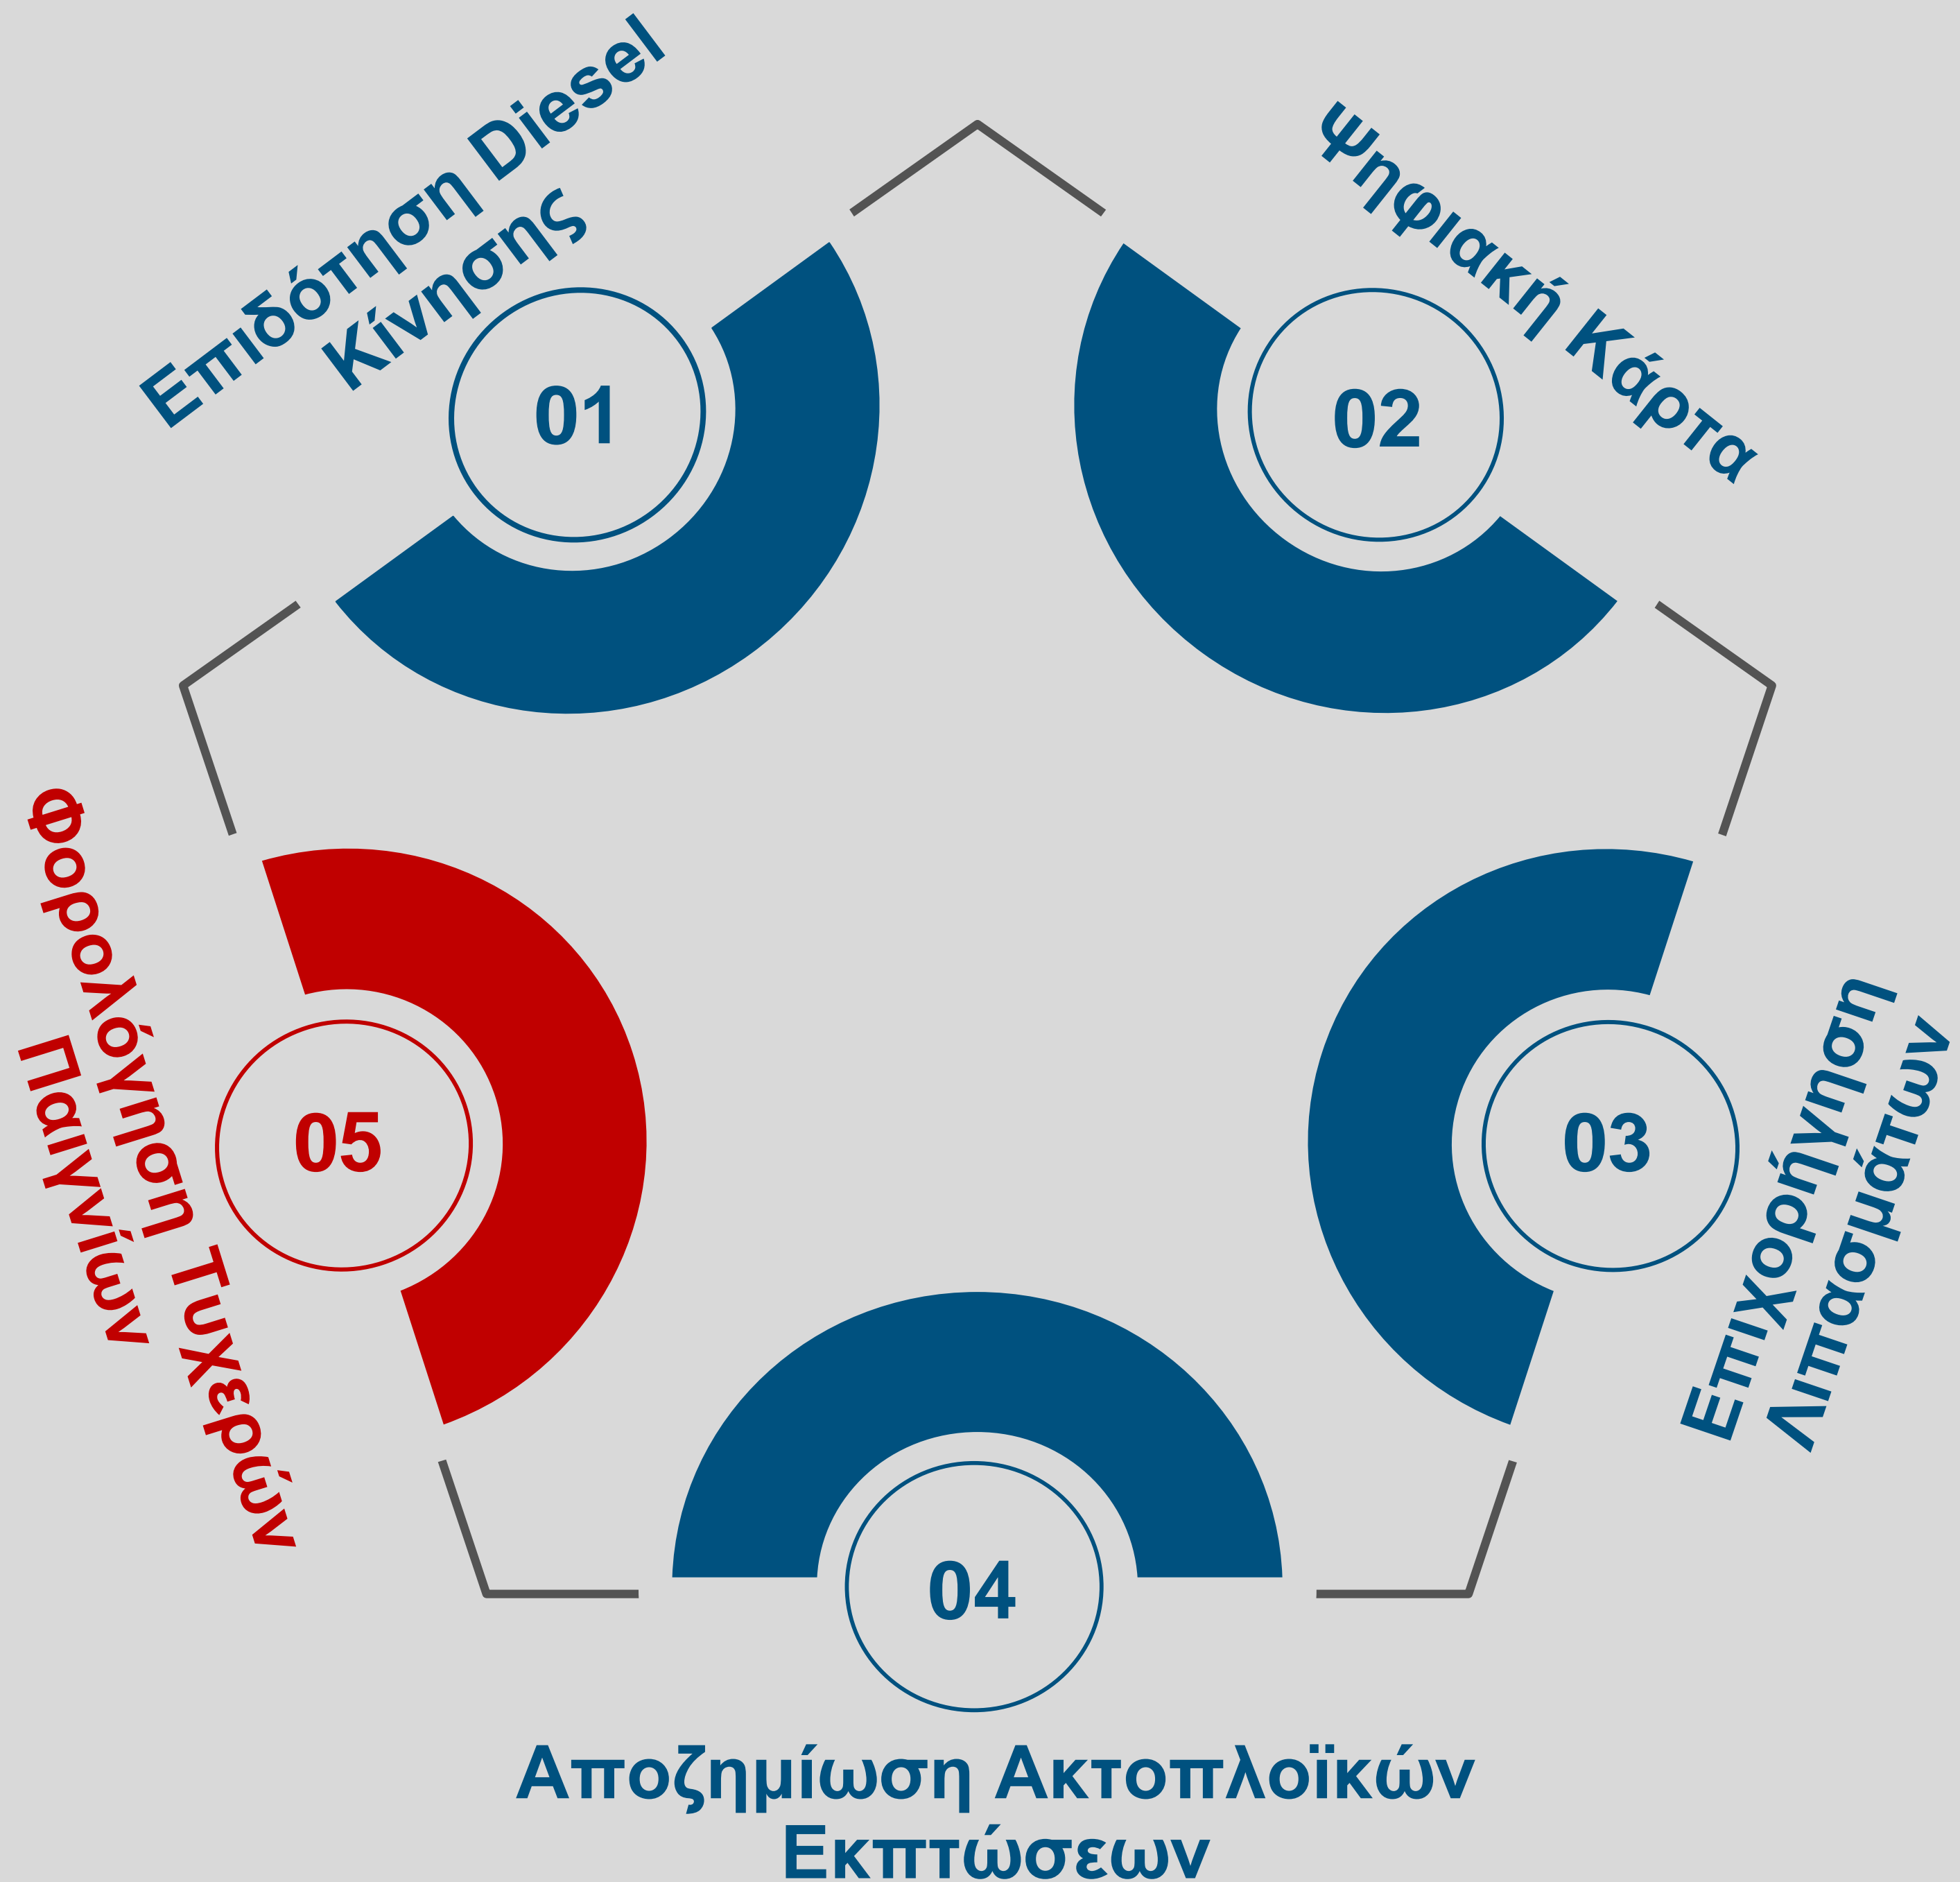 Επιδότηση Diesel
Κίνησης
01
Ψηφιακή Κάρτα
02
Επιχορήγηση
Λιπασμάτων
03
Αποζημίωση Ακτοπλοϊκών
Εκπτώσεων
04
Φορολόγηση Τυχερών
Παιγνίων
05